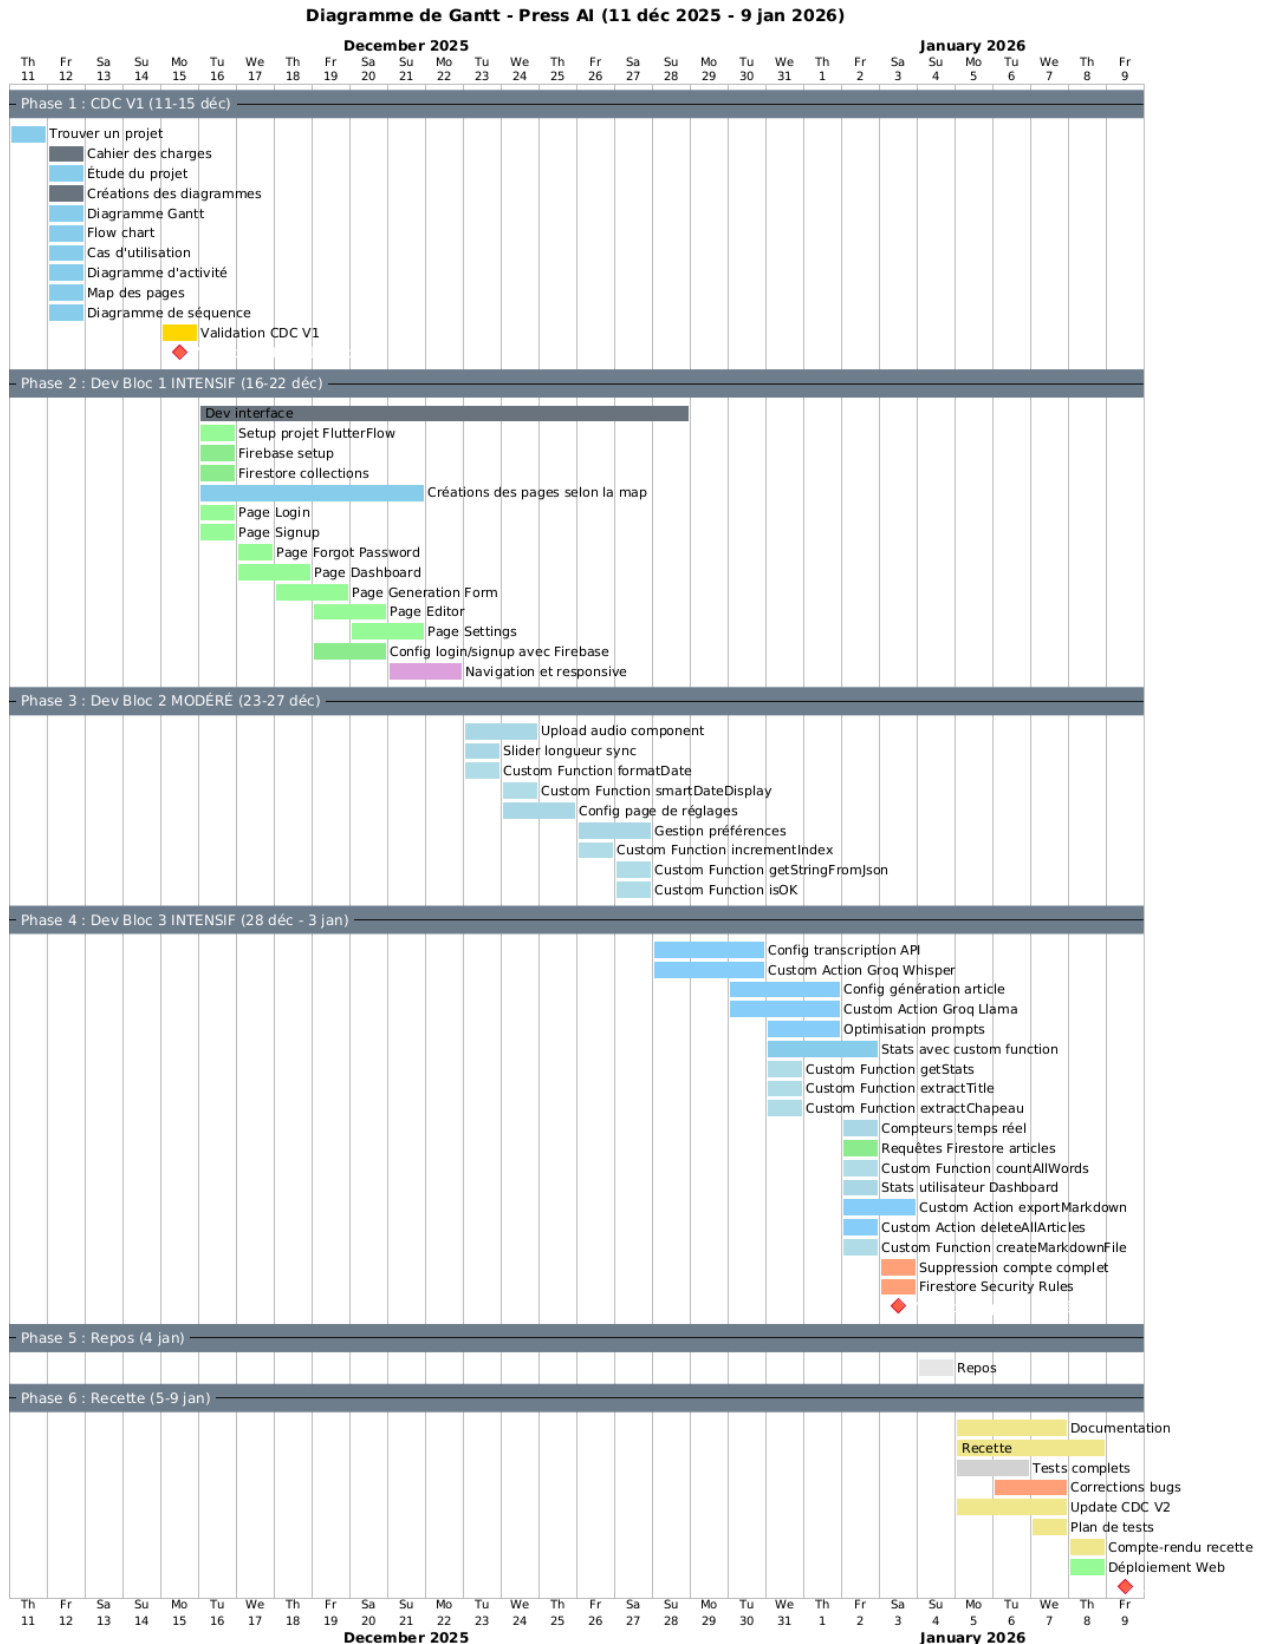 Diagramme de Gantt - Press AI (11 déc 2025 - 9 jan 2026)
December 2025 January 2026
Th Fr Sa Su Mo Tu We Th Fr Sa Su Mo Tu We Th Fr Sa Su Mo Tu We Th Fr Sa Su Mo Tu We Th Fr
11 12 13 14 15 16 17 18 19 20 21 22 23 24 25 26 27 28 29 30 31 1 2 3 4 5 6 7 8 9
Phase 1 : CDC V1 (11-15 déc)
Trouver un projet
Cahier des charges
Étude du projet
Créations des diagrammes
Diagramme Gantt
Flow chart
Cas d'utilisation
Diagramme d'activité
Map des pages
Diagramme de séquence
Validation CDC V1
Phase 2 : Dev Bloc 1 INTENSIF (16-22 déc)
Dev interface
Setup projet FlutterFlow
Firebase setup
Firestore collections
Créations des pages selon la map
Page Login
Page Signup
Page Forgot Password
Page Dashboard
Page Generation Form
Page Editor
Page Settings
Config login/signup avec Firebase
Navigation et responsive
Phase 3 : Dev Bloc 2 MODÉRÉ (23-27 déc)
Upload audio component
Slider longueur sync
Custom Function formatDate
Custom Function smartDateDisplay
Config page de réglages
Gestion préférences
Custom Function incrementIndex
Custom Function getStringFromJson
Custom Function isOK
Phase 4 : Dev Bloc 3 INTENSIF (28 déc - 3 jan)
Config transcription API
Custom Action Groq Whisper
Config génération article
Custom Action Groq Llama
Optimisation prompts
Stats avec custom function
Custom Function getStats
Custom Function extractTitle
Custom Function extractChapeau
Compteurs temps réel
Requêtes Firestore articles
Custom Function countAllWords
Stats utilisateur Dashboard
Custom Action exportMarkdown
Custom Action deleteAllArticles
Custom Function createMarkdownFile
Suppression compte complet
Firestore Security Rules
Phase 5 : Repos (4 jan)
Repos
Phase 6 : Recette (5-9 jan)
Documentation
Recette
Tests complets
Corrections bugs
Update CDC V2
Plan de tests
Compte-rendu recette
Déploiement Web
Th Fr Sa Su Mo Tu We Th Fr Sa Su Mo Tu We Th Fr Sa Su Mo Tu We Th Fr Sa Su Mo Tu We Th Fr
11 12 13 14 15 16 17 18 19 20 21 22 23 24 25 26 27 28 29 30 31 1 2 3 4 5 6 7 8 9
December 2025 January 2026